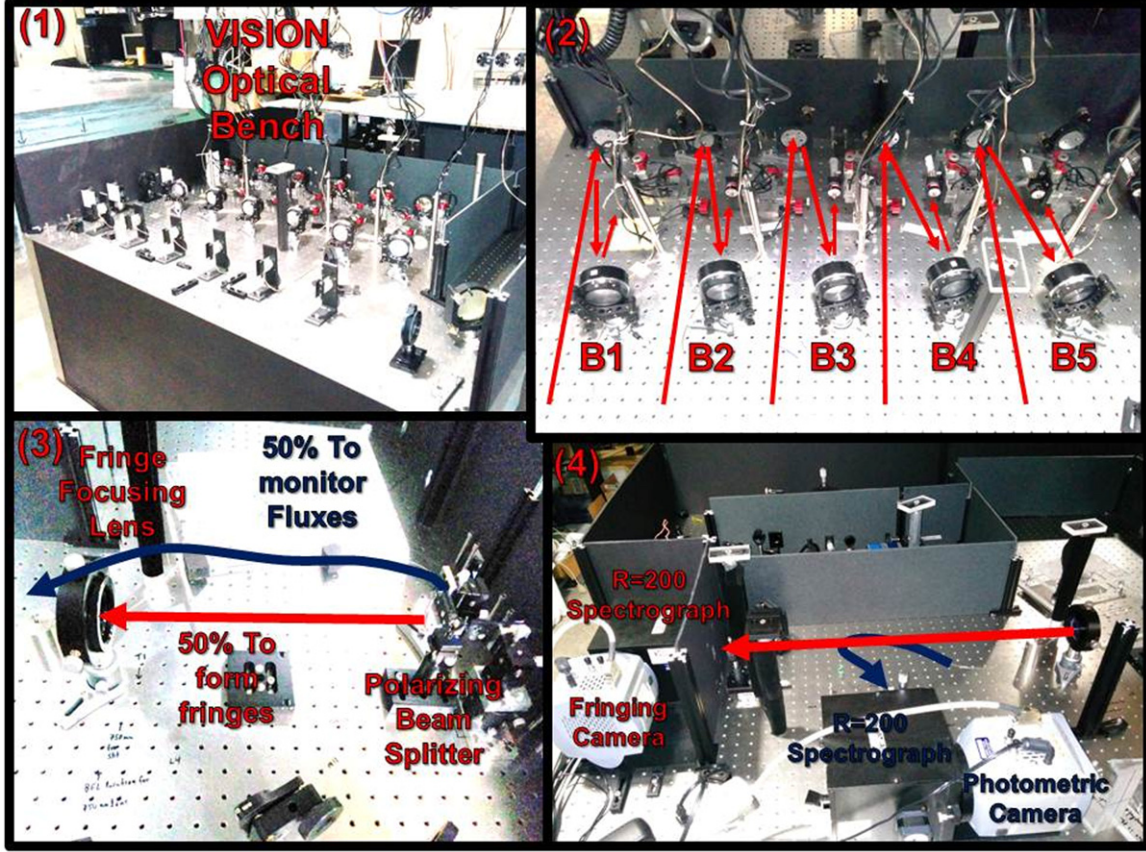 (1)
VISION
Optical
Bench
(2)
B1
B2
B3
B4
B5
(3)
Fringe
Focusing
Lens
50% To
monitor
Fluxes
50% To
form
fringes
Polarizing
Beam
Splitter
(4)
R=200
Spectrograph
Fringing
Camera
R=200
Spectrograph
Photometric
Camera